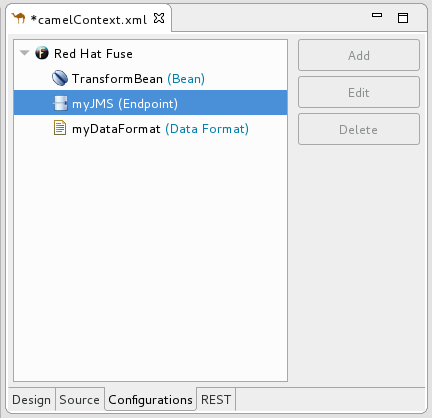 *camelContext.xml
Red Hat Fuse
Add
TransformBean (Bean)
Edit
myJMS (Endpoint)
Delete
myDataFormat (Data Format)
Design Source Configurations REST